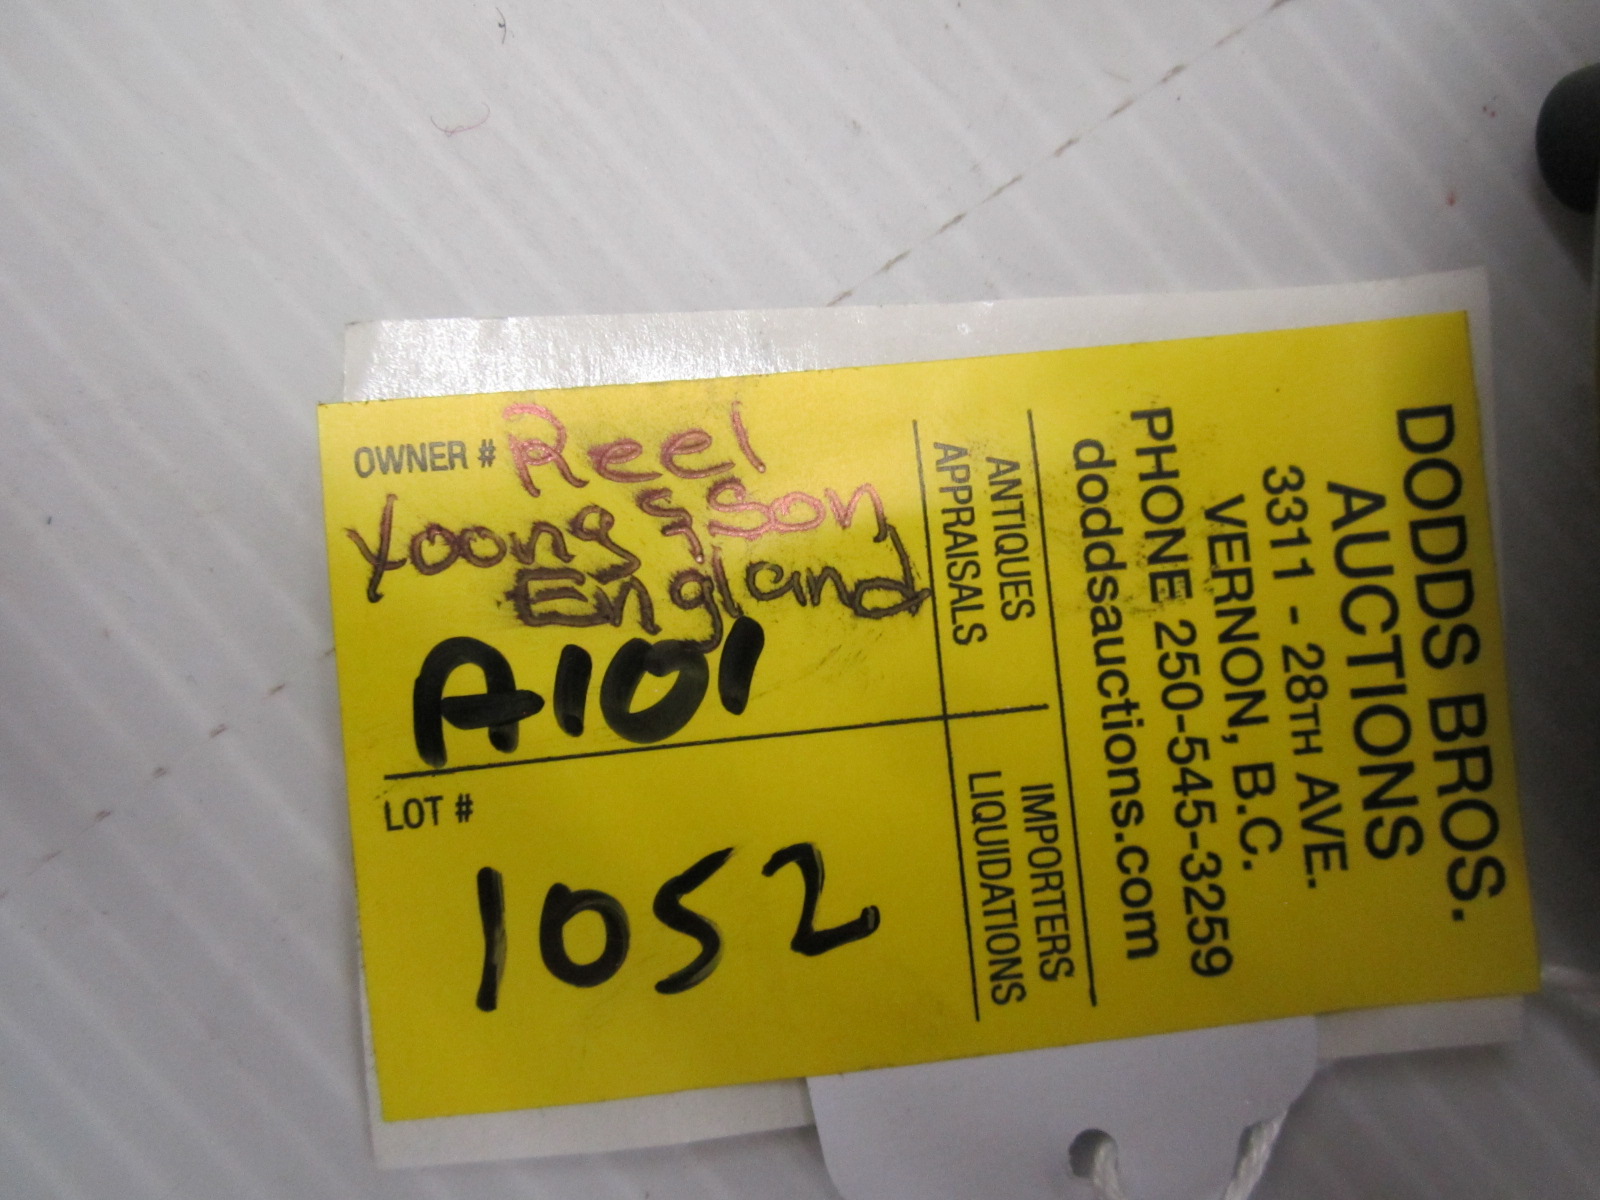 DODDS BROS.
AUCTIONS
3311 - 28TH AVE.
VERNON, B.C.
PHONE 250-545-3259
doddsauctions.com
ANTIQUES
APPRAISALS
IMPORTERS
LIQUIDATIONS
OWNER # Reel
Yoong & Son
England
A101
LOT #
1052